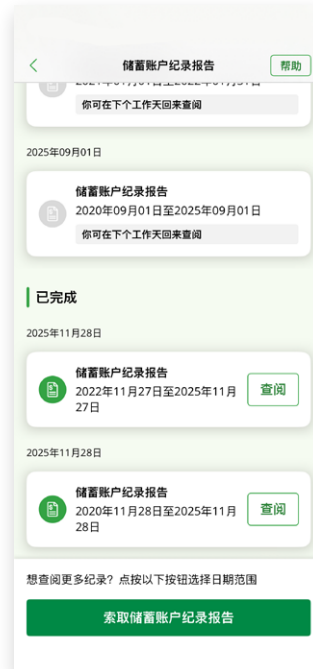 储蓄账户纪录报告
帮助
你可在下个工作天回来查阅
2025年09月01日
储蓄账户纪录报告
2020年09月01日至2025年09月01日
你可在下个工作天回来查阅
已完成
2025年11月28日
储蓄账户纪录报告
2022年11月27日至2025年11月
27日
查阅
2025年11月28日
储蓄账户纪录报告
2020年11月28日至2025年11月
28日
查阅
想查阅更多纪录？点按以下按钮选择日期范围
索取储蓄账户纪录报告